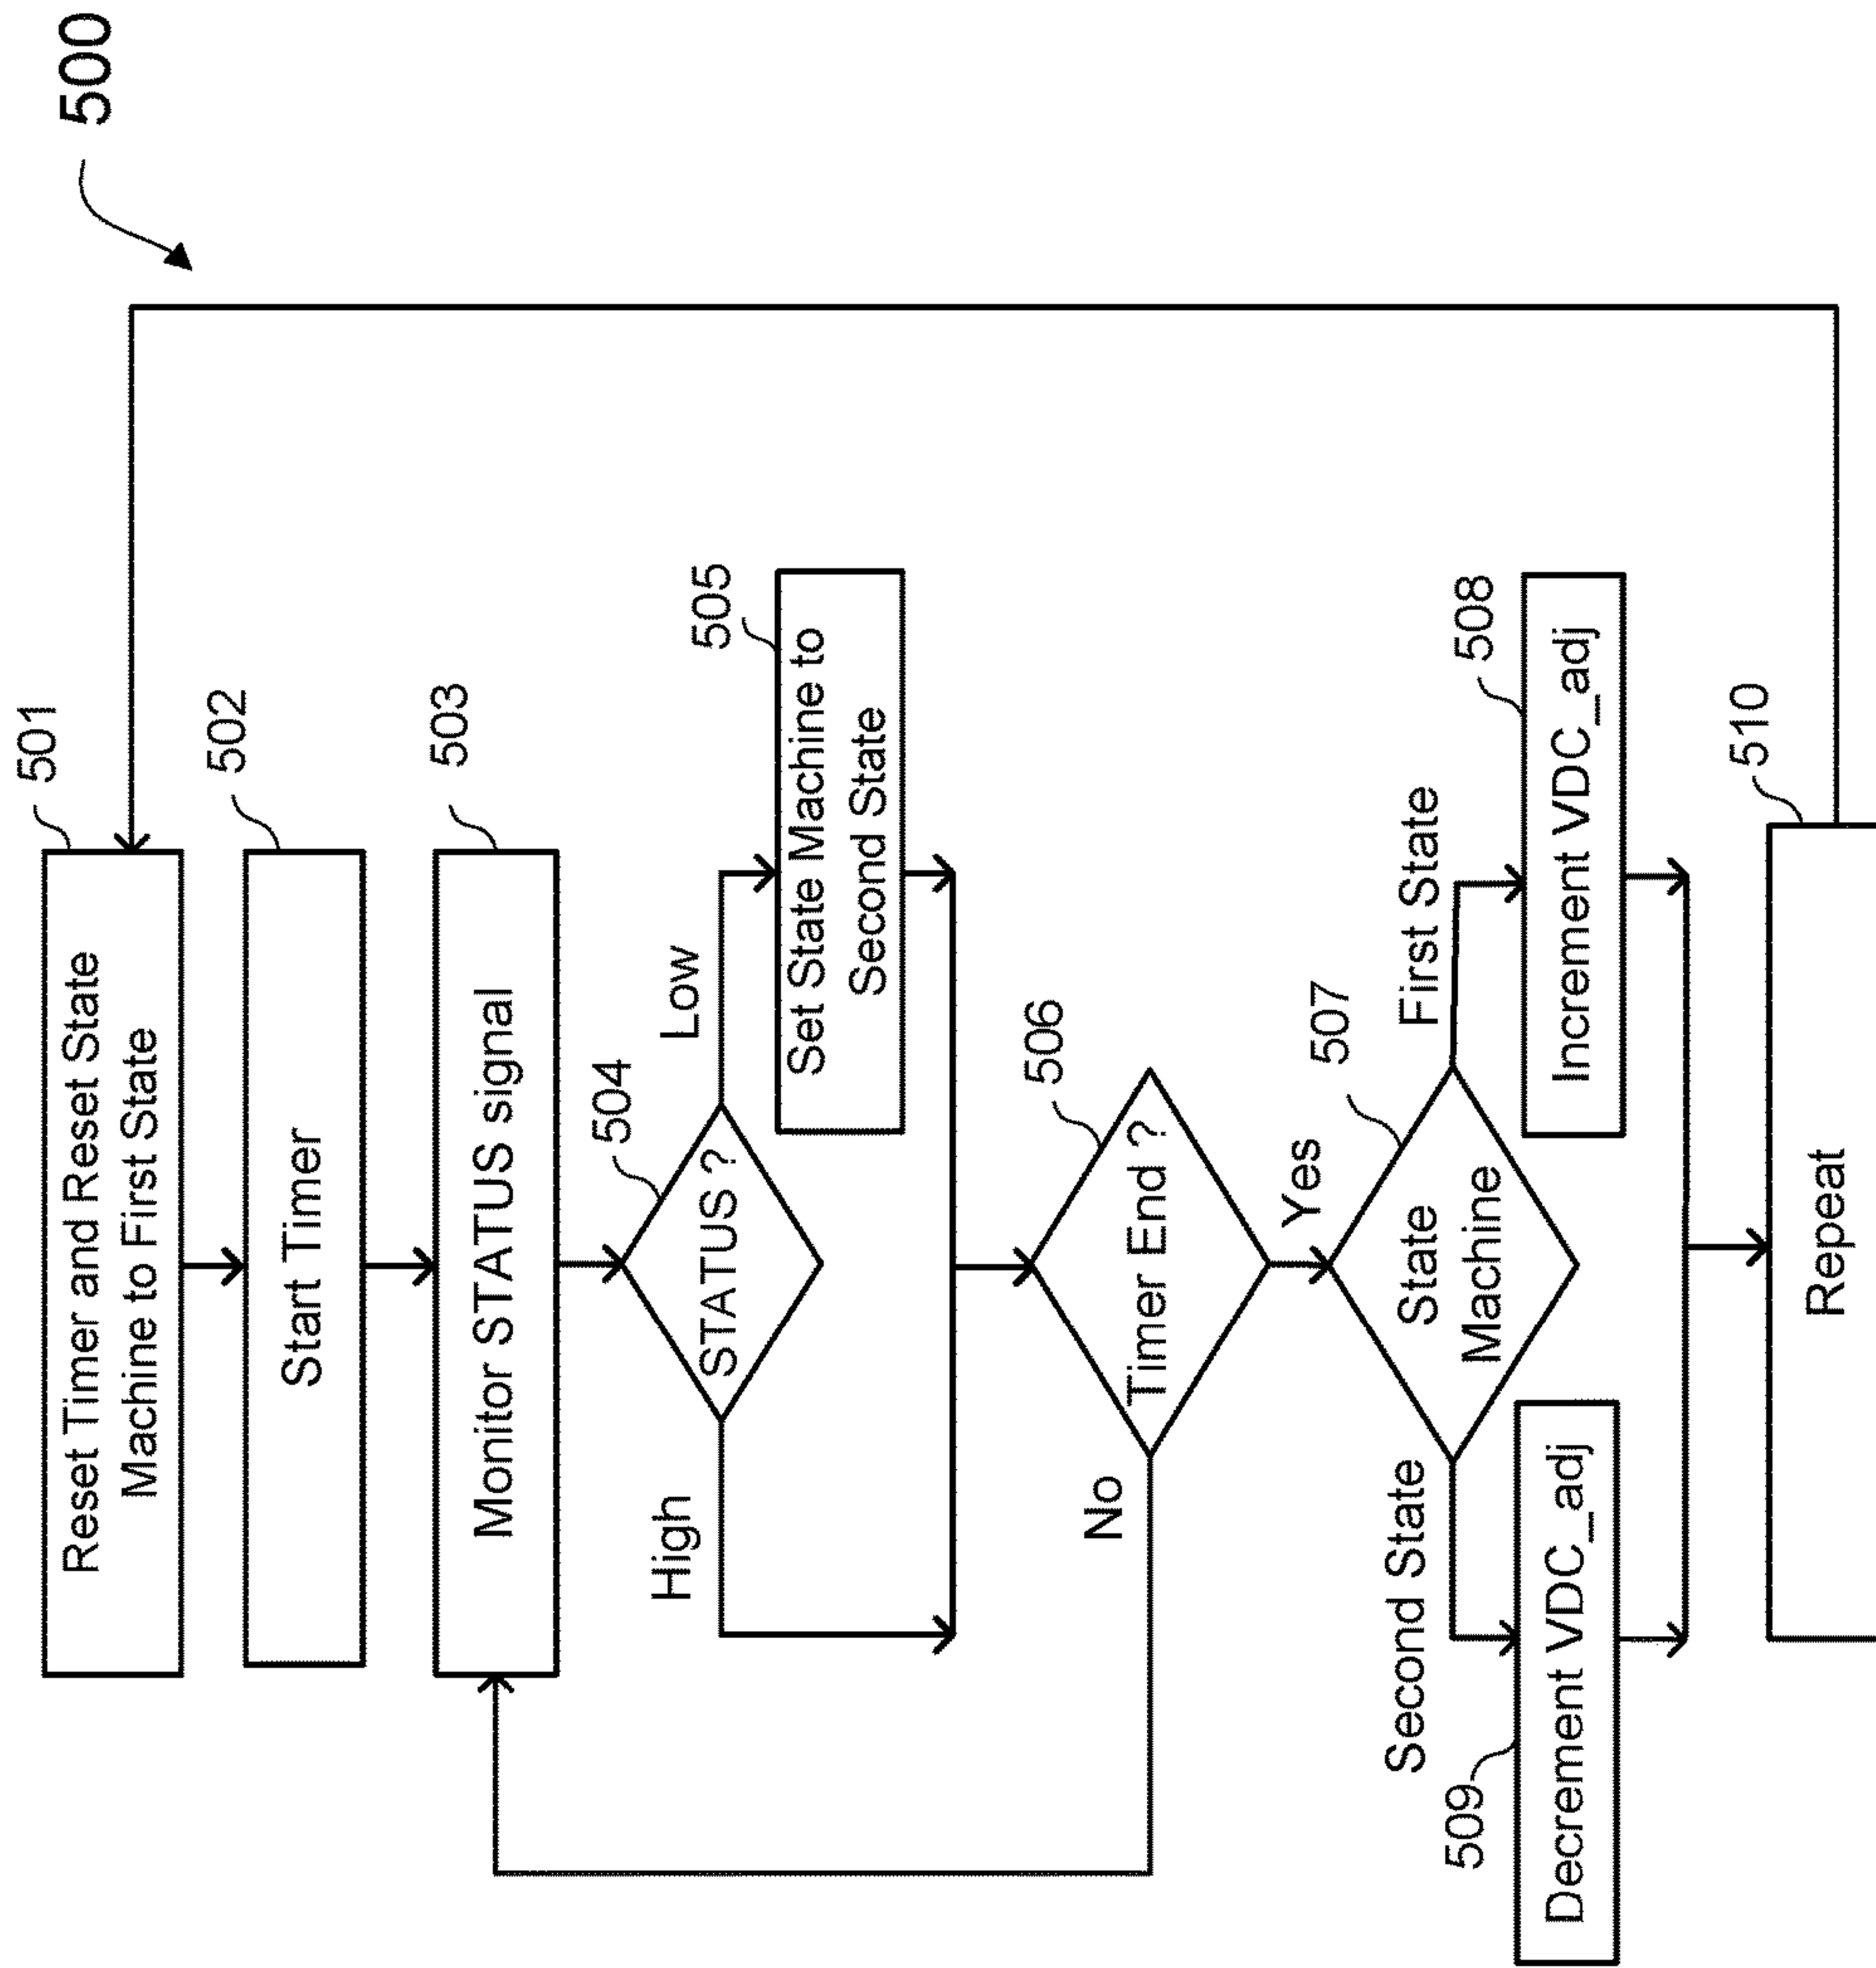 500
501
Reset Timer and Reset State
Machine to First State
502
Start Timer
503
Monitor STATUS signal
504
STATUS ?
High
Low
505
Set State Machine to
Second State
506
Timer End ?
No
Yes
507
State
Machine
Second State
First State
509
Decrement VDC_adj
508
Increment VDC_adj
510
Repeat